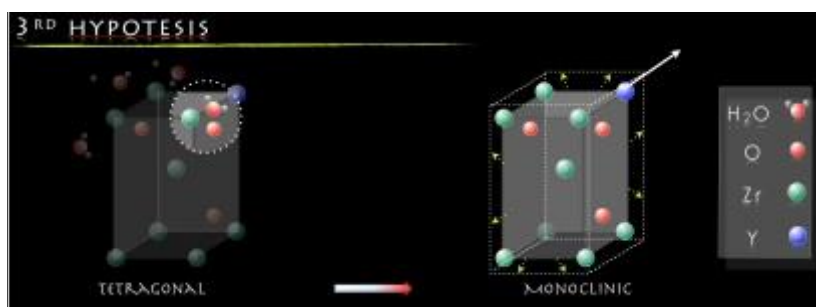 3RD HYPOTESIS
H2O
O
Zr
Y
TETRAGONAL
MONOCLINIC